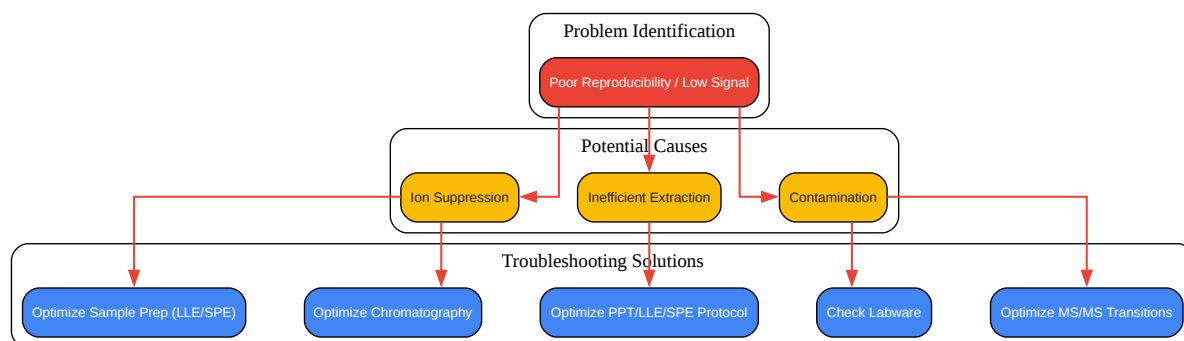 Problem Identification
Poor Reproducibility / Low Signal
Potential Causes
Ion Suppression
Inefficient Extraction
Contamination
Troubleshooting Solutions
Optimize Sample Prep (LLE/SPE)
Optimize Chromatography
Optimize PPT/LLE/SPE Protocol
Check Labware
Optimize MS/MS Transitions